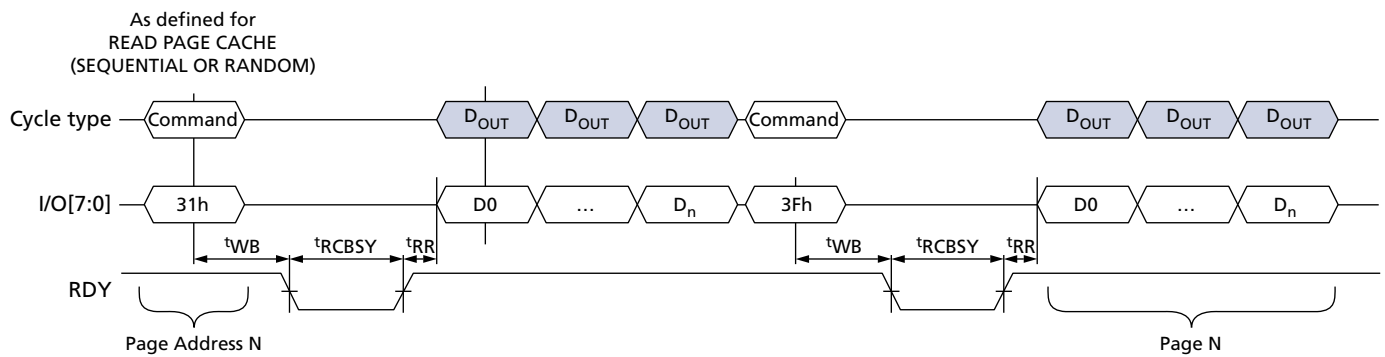 As defined for
READ PAGE CACHE
(SEQUENTIAL OR RANDOM)
Cycle type Command DOUT DOUT DOUT Command DOUT DOUT DOUT
I/O[7:0] 31h D0 ... Dn 3Fh D0 ... Dn
tWB tRCBSY tRR tWB tRCBSY tRR
RDY
Page Address N Page N